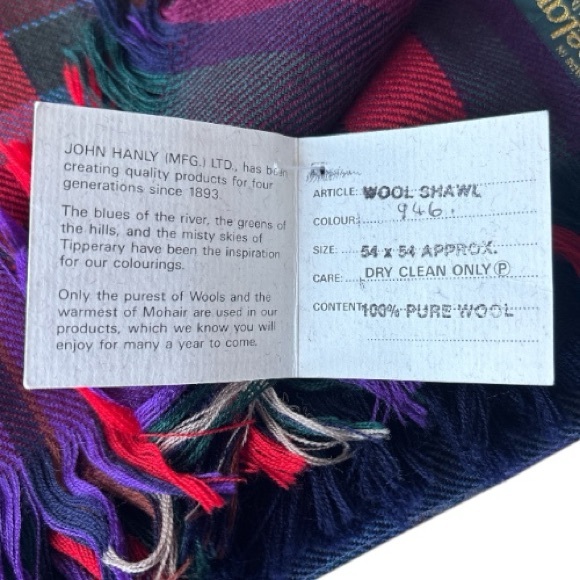 JOHN HANLY (MFG.) LTD., has been
creating quality products for four
generations since 1893.
The blues of the river, the greens of
the hills, and the misty skies of
Tipperary have been the inspiration
for our colourings.
Only the purest of Wools and the
warmest of Mohair are used in our
products, which we know you will
enjoy for many a year to come.
ARTICLE: WOOL SHAWL
COLOUR: 946.
SIZE: 54 x 54 APPROX.
CARE: DRY CLEAN ONLY Ⓟ
CONTENT 100% PURE WOOL